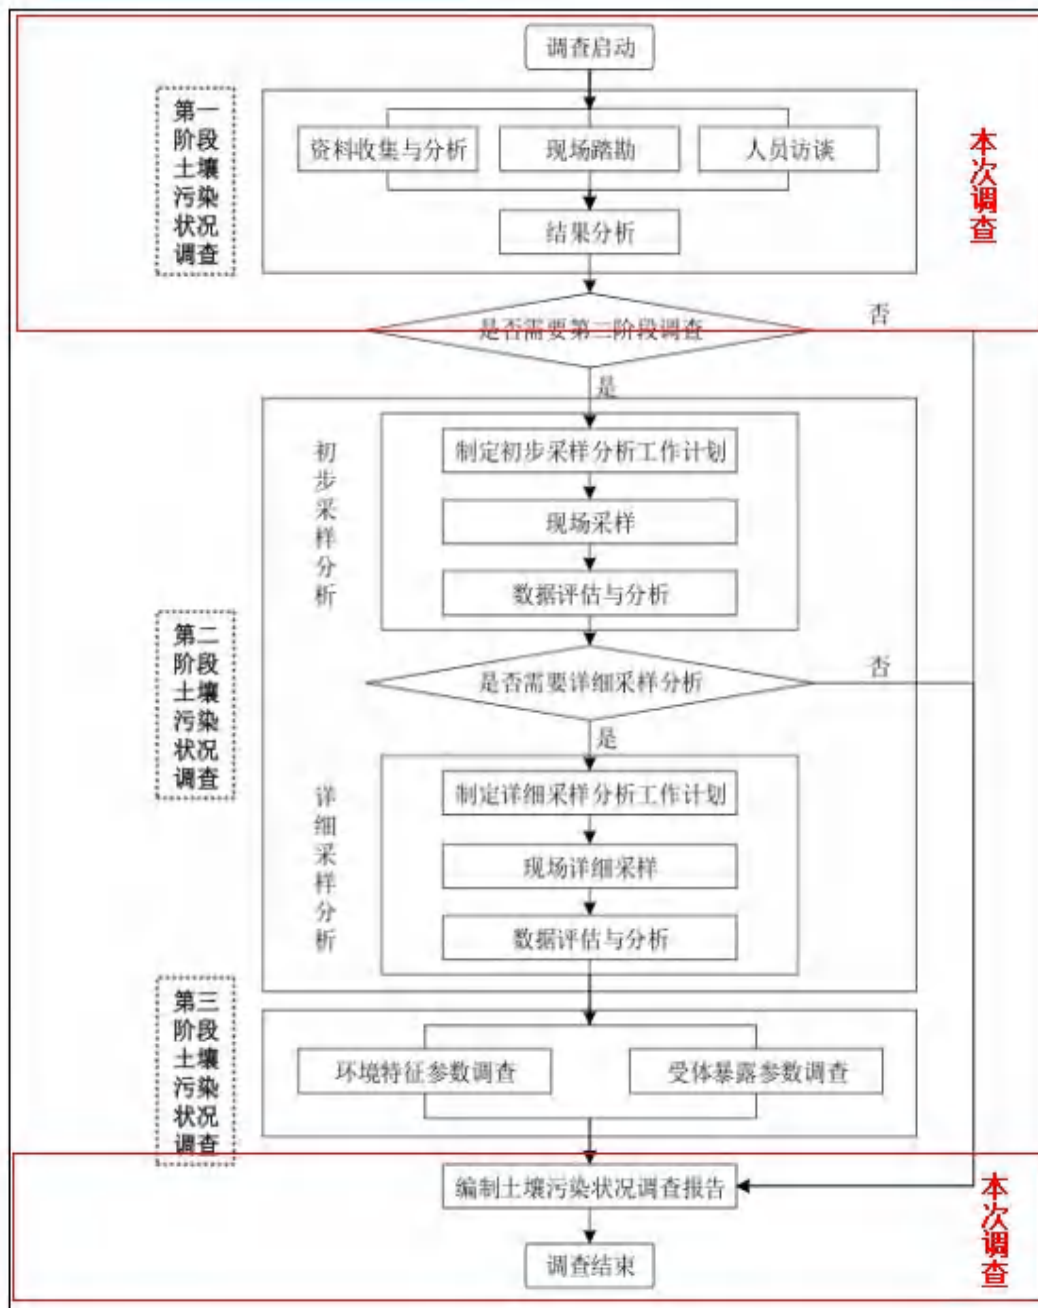 调查启动
第一
阶段
土壤
污染
状况
调查
资料收集与分析
现场踏勘
人员访谈
本次调查
结果分析
是否需要第二阶段调查
否
是
初步采样分析
制定初步采样分析工作计划
现场采样
数据评估与分析
第二
阶段
土壤
污染
状况
调查
是否需要详细采样分析
否
是
详细采样分析
制定详细采样分析工作计划
现场详细采样
数据评估与分析
第三
阶段
土壤
污染
状况
调查
环境特征参数调查
受体暴露参数调查
编制土壤污染状况调查报告
本次调查
调查结束